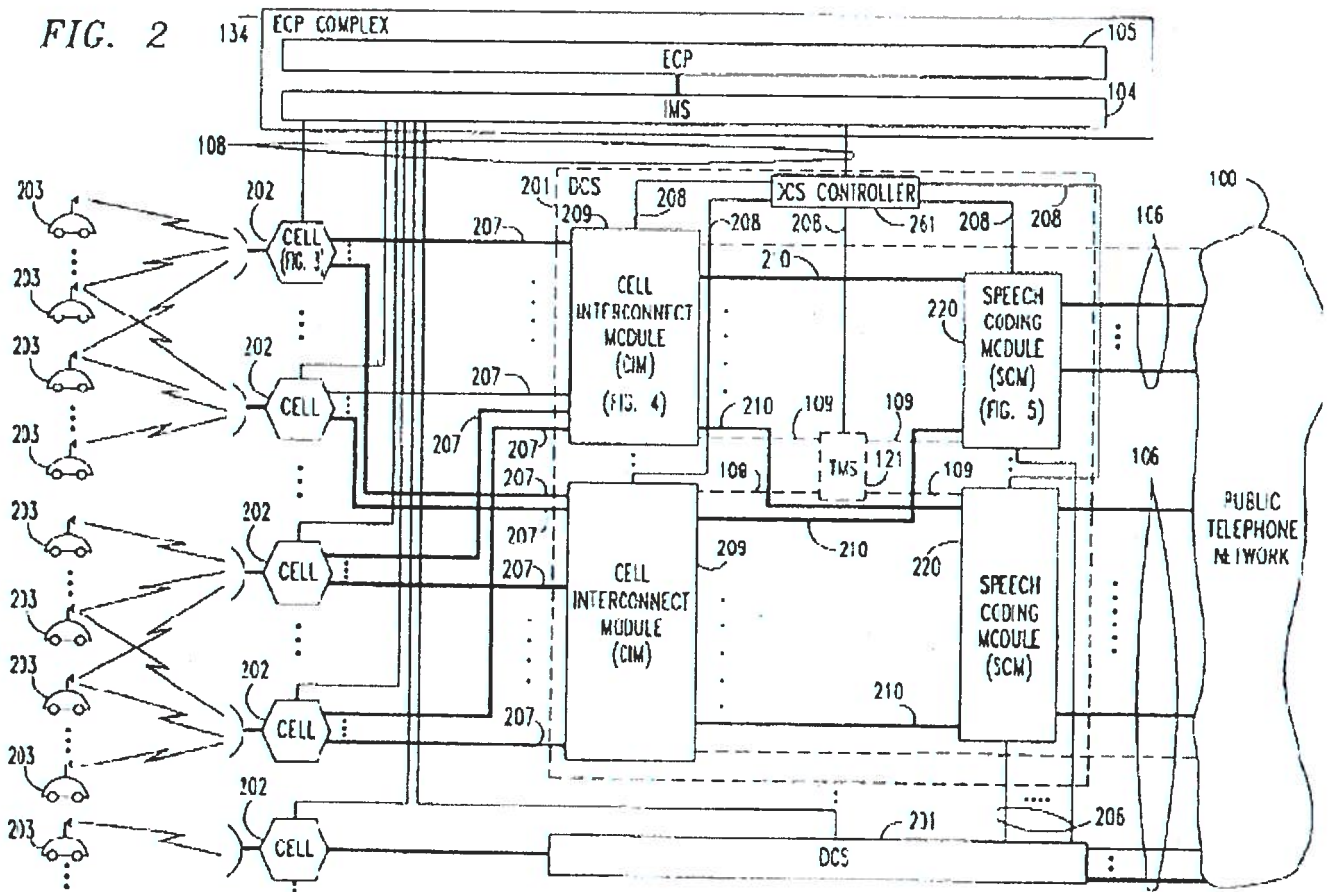 FIG. 2
134
ECP COMPLEX
105
ECP
104
IMS
108
203
202
CELL
(FIG. 3)
207
201
DCS
209
208
DCS CONTROLLER
208
208
261
208
208
100
106
210
CELL
INTERCONNECT
MODULE
(CIM)
(FIG. 4)
220
SPEECH
CODING
MODULE
(SCM)
(FIG. 5)
203
203
202
CELL
207
207
207
210
109
109
TMS
121
109
109
106
203
203
202
CELL
207
207
207
CELL
INTERCONNECT
MODULE
(CIM)
209
210
220
SPEECH
CODING
MODULE
(SCM)
PUBLIC
TELEPHONE
NETWORK
203
203
202
CELL
207
210
203
203
202
CELL
201
DCS
206